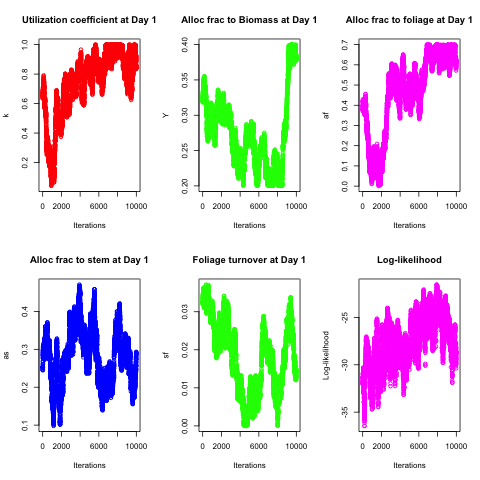 Utilization coefficient at Day 1
k
0.2 0.4 0.6 0.8 1.0
0 2000 6000 10000
Iterations
Alloc frac to Biomass at Day 1
Y
0.20 0.25 0.30 0.35 0.40
0 2000 6000 10000
Iterations
Alloc frac to foliage at Day 1
af
0.0 0.1 0.2 0.3 0.4 0.5 0.6 0.7
0 2000 6000 10000
Iterations
Alloc frac to stem at Day 1
as
0.1 0.2 0.3 0.4
0 2000 6000 10000
Iterations
Foliage turnover at Day 1
sf
0.00 0.01 0.02 0.03
0 2000 6000 10000
Iterations
Log-likelihood
Log-likelihood
-35 -30 -25
0 2000 6000 10000
Iterations